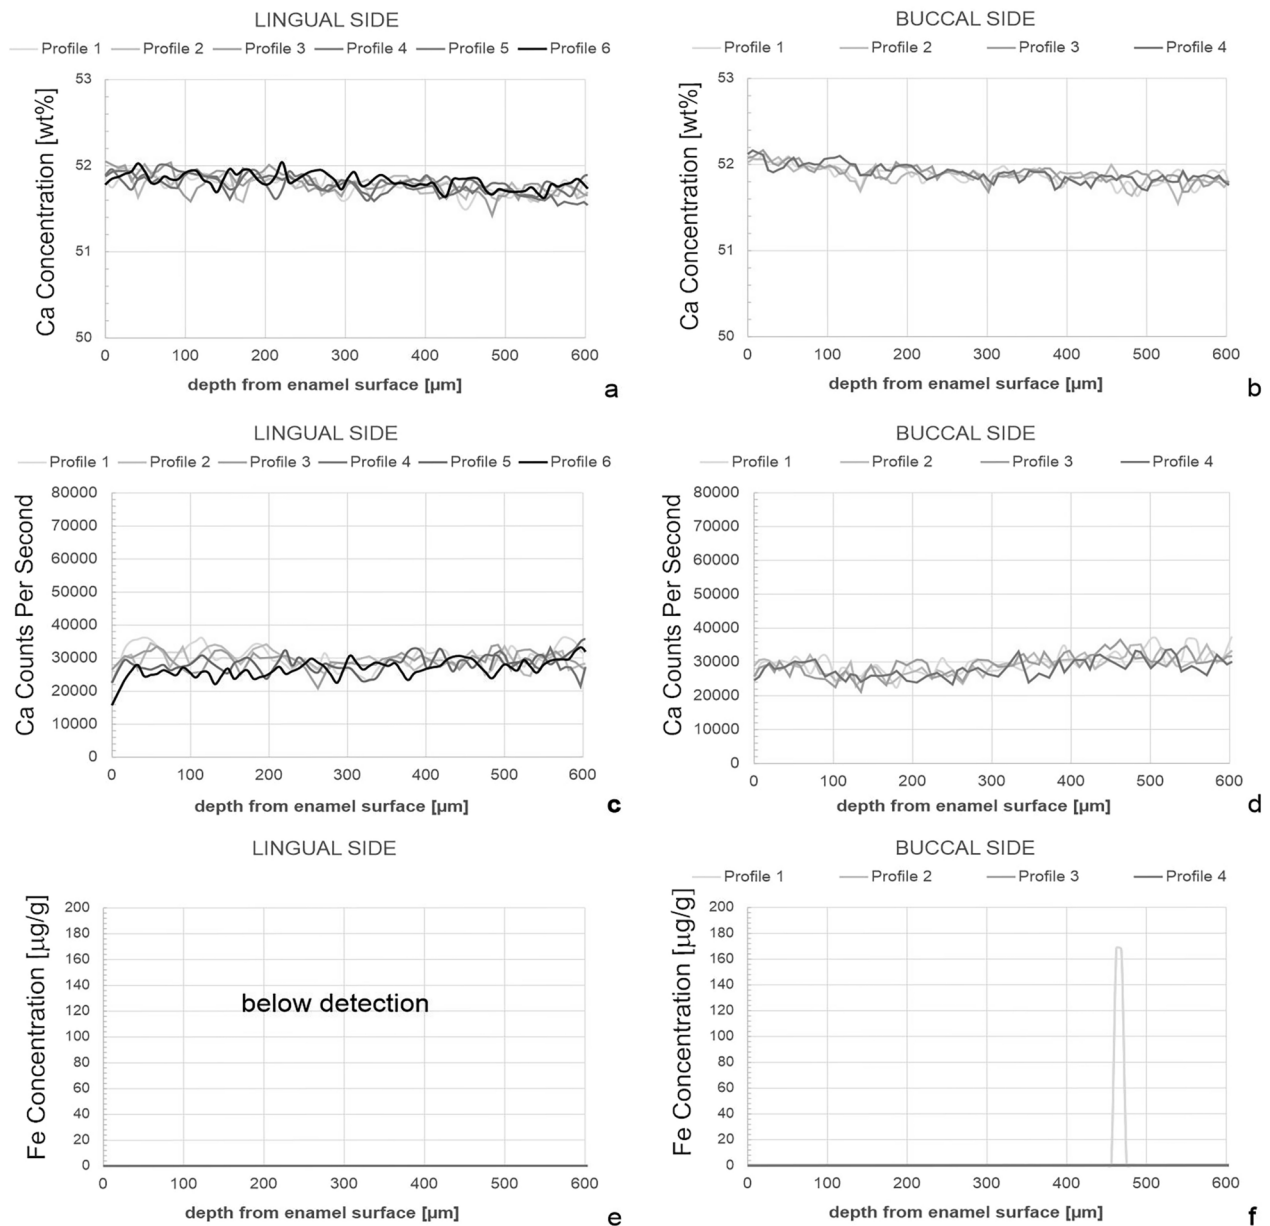 LINGUAL SIDE
Profile 1 Profile 2 Profile 3 Profile 4 Profile 5 Profile 6
Ca Concentration [wt%]
53
52
51
50
0 100 200 300 400 500 600
depth from enamel surface [µm]
a
BUCCAL SIDE
Profile 1 Profile 2 Profile 3 Profile 4
Ca Concentration [wt%]
53
52
51
50
0 100 200 300 400 500 600
depth from enamel surface [µm]
b
LINGUAL SIDE
Profile 1 Profile 2 Profile 3 Profile 4 Profile 5 Profile 6
Ca Counts Per Second
80000
70000
60000
50000
40000
30000
20000
10000
0
0 100 200 300 400 500 600
depth from enamel surface [µm]
c
BUCCAL SIDE
Profile 1 Profile 2 Profile 3 Profile 4
Ca Counts Per Second
80000
70000
60000
50000
40000
30000
20000
10000
0
0 100 200 300 400 500 600
depth from enamel surface [µm]
d
LINGUAL SIDE
Fe Concentration [µg/g]
200
180
160
140
120
100
80
60
40
20
0
below detection
0 100 200 300 400 500 600
depth from enamel surface [µm]
e
BUCCAL SIDE
Profile 1 Profile 2 Profile 3 Profile 4
Fe Concentration [µg/g]
200
180
160
140
120
100
80
60
40
20
0
0 100 200 300 400 500 600
depth from enamel surface [µm]
f